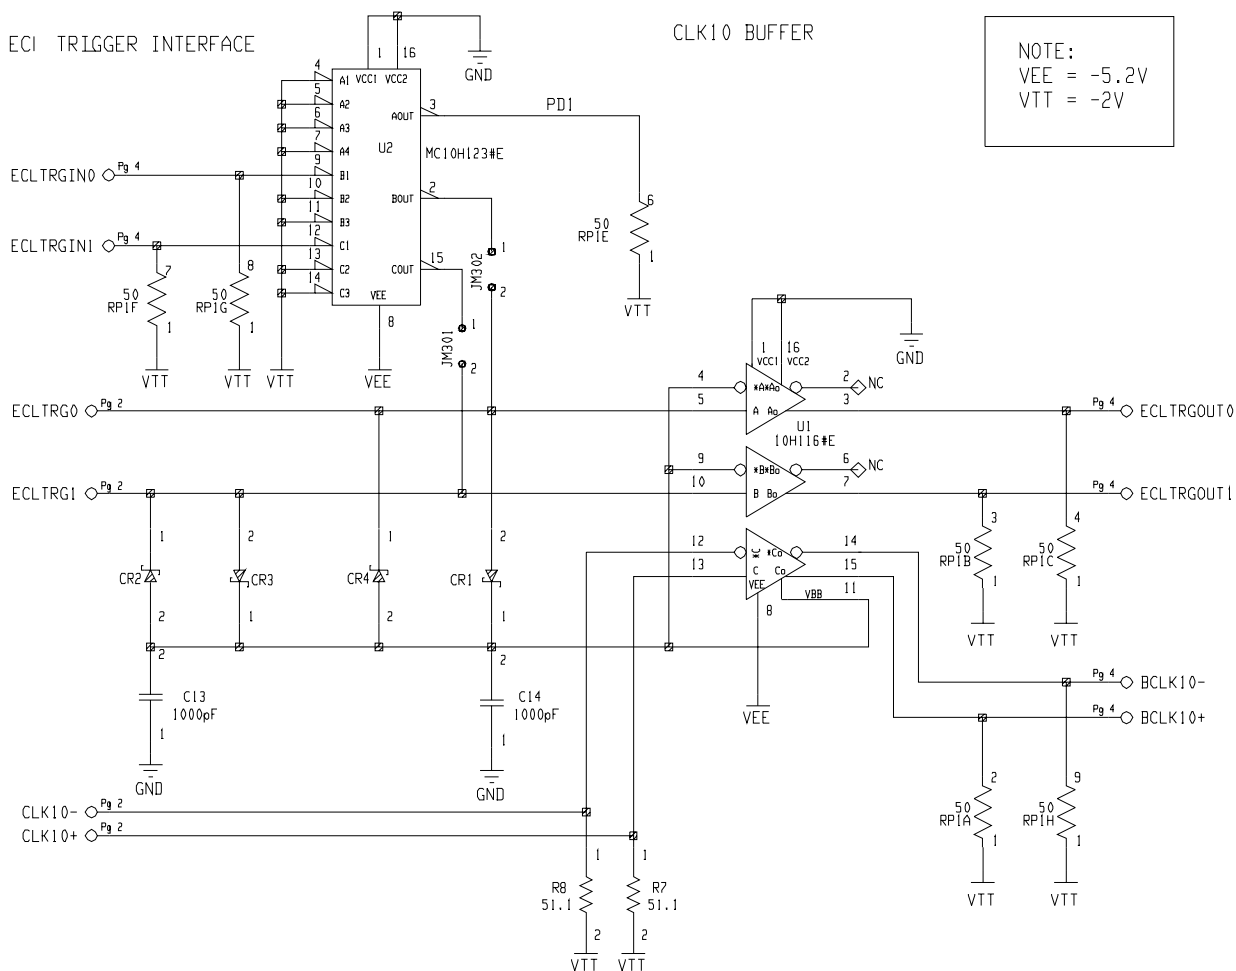 ECL TRIGGER INTERFACE
CLK10 BUFFER
NOTE:
VEE = -5.2V
VTT = -2V
1
16
GND
VCC1 VCC2
4
A1
5
A2
6
A3
7
A4
9
B1
10
B2
11
B3
12
C1
13
C2
14
C3
U2
MC10H123#E
AOUT
3
PD1
BOUT
2
COUT
15
VEE
8
VEE
ECLTRGIN0
Pg 4
ECLTRGIN1
Pg 4
7
50
RP1F
1
VTT
8
50
RP1G
1
VTT
VTT
JM302
1
2
JM301
1
2
6
50
RP1E
1
VTT
GND
1
16
VCC1
VCC2
4
5
*A *Ao
A
Ao
2
NC
3
U1
10H116#E
9
10
*B *Bo
B
Bo
6
NC
7
12
13
*C
*Co
C
Co
VEE
14
15
VBB
11
8
VEE
ECLTRG0
Pg 2
ECLTRG1
Pg 2
Pg 4
ECLTRGOUT0
Pg 4
ECLTRGOUT1
3
50
RP1B
1
VTT
4
50
RP1C
1
VTT
1
CR2
2
2
CR3
1
1
CR4
2
2
CR1
1
2
C13
1000pF
1
GND
2
C14
1000pF
1
GND
Pg 4
BCLK10-
Pg 4
BCLK10+
2
50
RP1A
1
VTT
9
50
RP1H
1
VTT
CLK10-
Pg 2
CLK10+
Pg 2
1
R8
51.1
2
VTT
1
R7
51.1
2
VTT